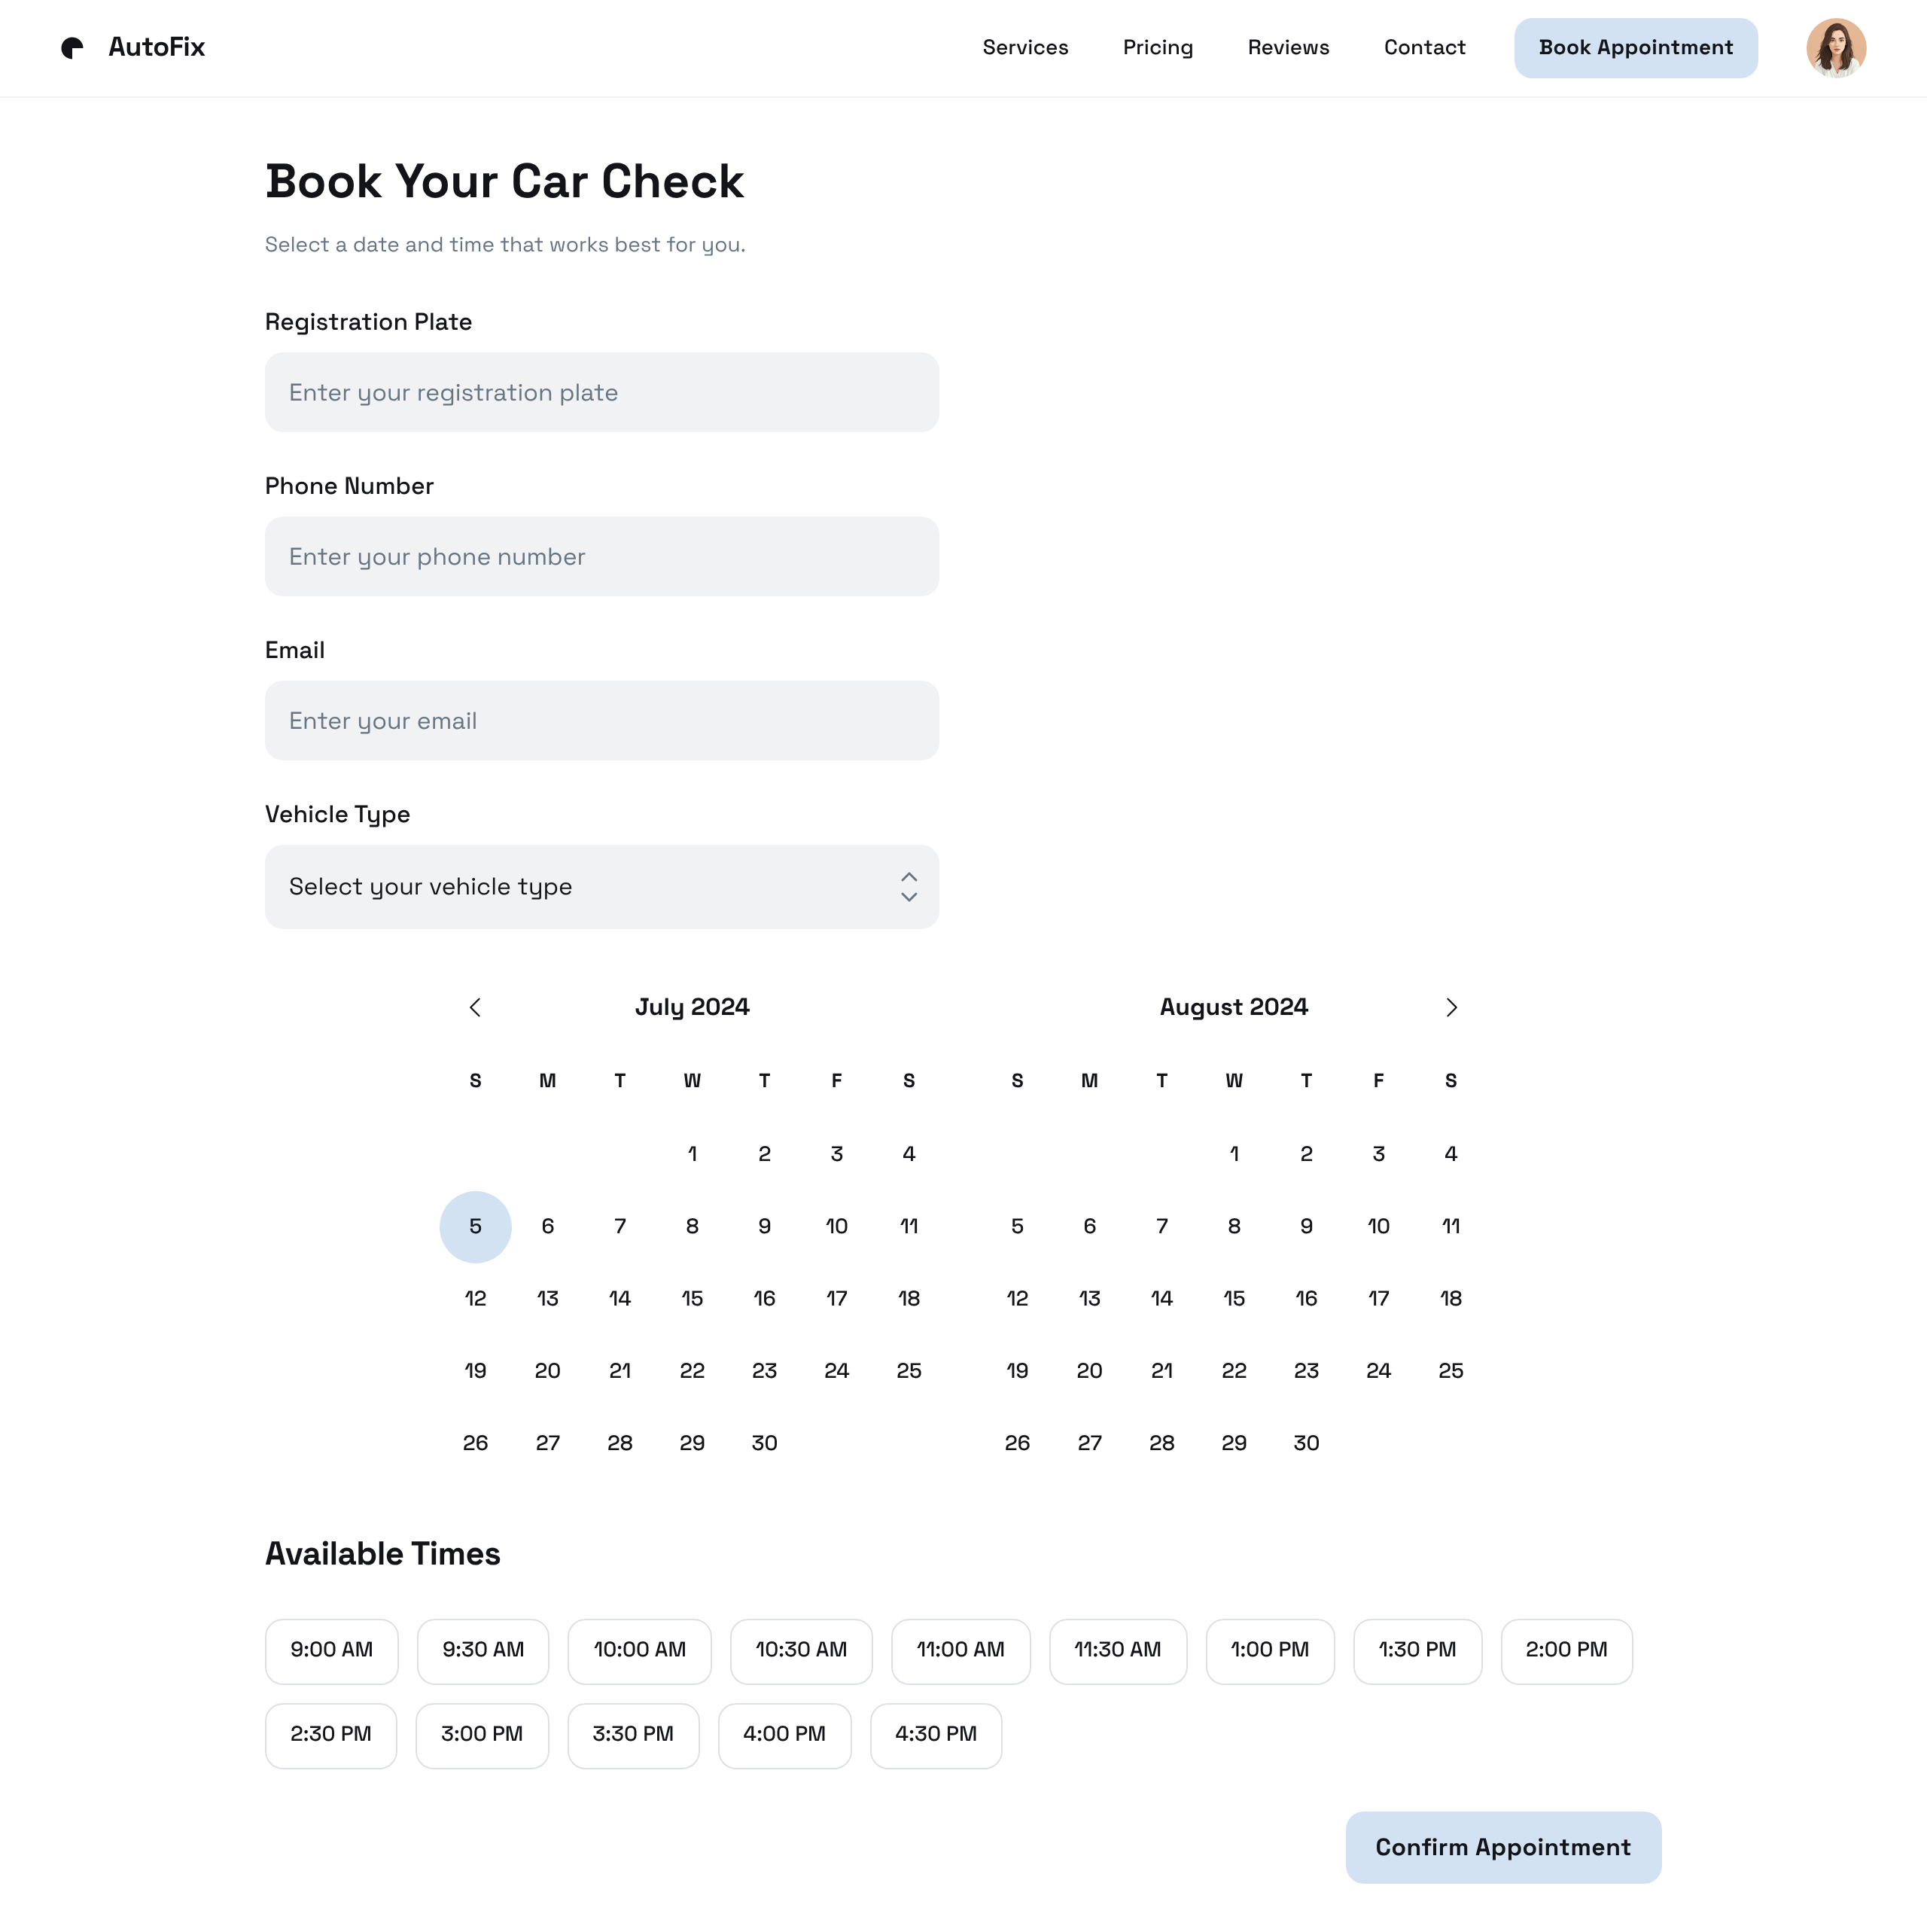 AutoFix
Services Pricing Reviews Contact Book Appointment
Book Your Car Check
Select a date and time that works best for you.
Registration Plate
Enter your registration plate
Phone Number
Enter your phone number
Email
Enter your email
Vehicle Type
Select your vehicle type
July 2024
S M T W T F S
1 2 3 4
5 6 7 8 9 10 11
12 13 14 15 16 17 18
19 20 21 22 23 24 25
26 27 28 29 30
August 2024
S M T W T F S
1 2 3 4
5 6 7 8 9 10 11
12 13 14 15 16 17 18
19 20 21 22 23 24 25
26 27 28 29 30
Available Times
9:00 AM 9:30 AM 10:00 AM 10:30 AM 11:00 AM 11:30 AM 1:00 PM 1:30 PM 2:00 PM
2:30 PM 3:00 PM 3:30 PM 4:00 PM 4:30 PM
Confirm Appointment